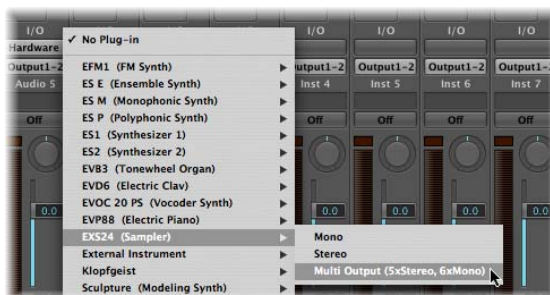 I/O I/O I/O I/O I/O
Hardware
Output1-2 Output1-2 Output1-2 Output1-2 Output1-
Audio 5 Inst 4 Inst 5 Inst 6 Inst 7
Off Off Off Off Off
0.0 0.0 0.0 0.0
✓ No Plug-in
EFM1 (FM Synth)
ES E (Ensemble Synth)
ES M (Monophonic Synth)
ES P (Polyphonic Synth)
ES1 (Synthesizer 1)
ES2 (Synthesizer 2)
EVB3 (Tonewheel Organ)
EVD6 (Electric Clav)
EVOC 20 PS (Vocoder Synth)
EVP88 (Electric Piano)
EXS24 (Sampler)
External Instrument
Klopfgeist
Sculpture (Modeling Synth)
Mono
Stereo
Multi Output (5xStereo, 6xMono)